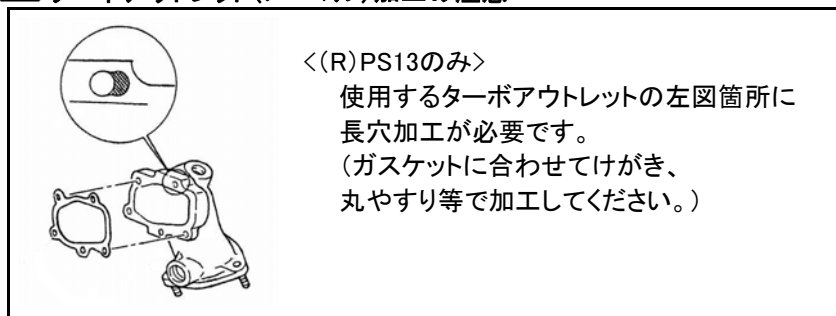 <(R)PS13のみ>
使用するターボアウトレットの左図箇所に
長穴加工が必要です。
(ガスケットに合わせてけがき、
丸やすり等で加工してください。)